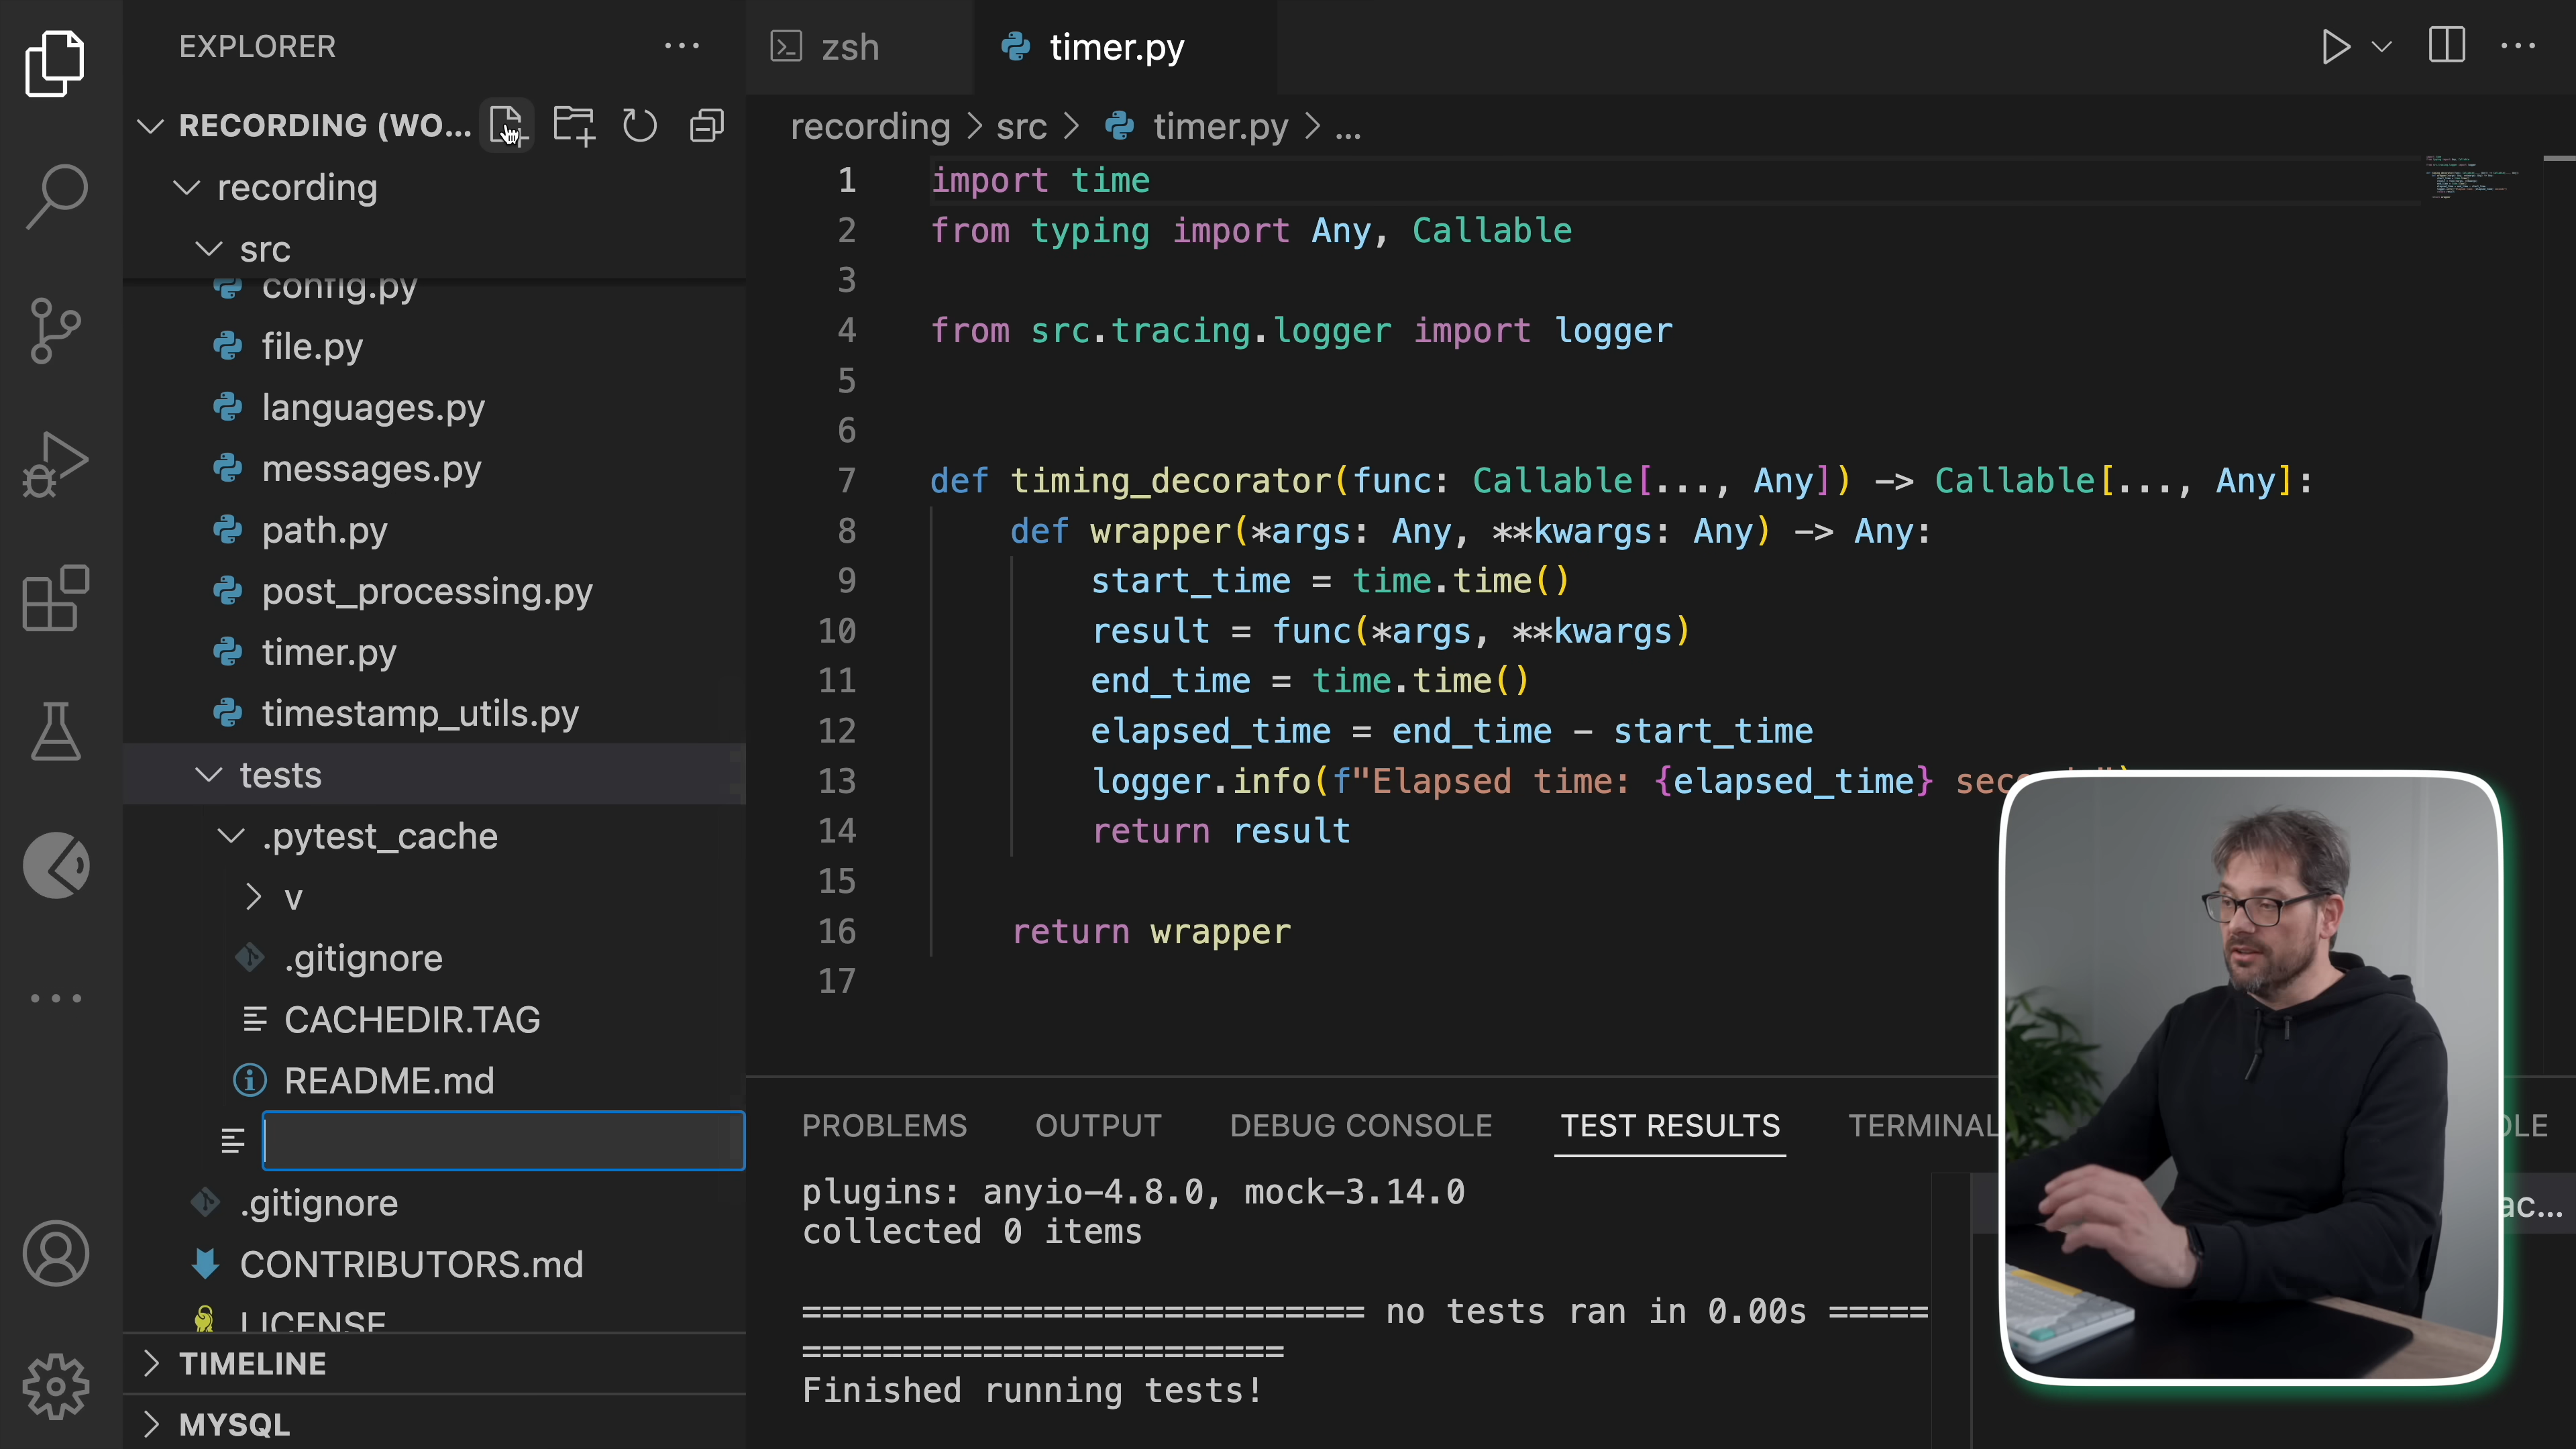 EXPLORER
RECORDING (WO...
recording
src
config.py
file.py
languages.py
messages.py
path.py
post_processing.py
timer.py
timestamp_utils.py
tests
.pytest_cache
v
.gitignore
CACHEDIR.TAG
README.md
.gitignore
CONTRIBUTORS.md
LICENSE
TIMELINE
MYSQL
zsh
timer.py
recording > src > timer.py > ...
1 import time
2 from typing import Any, Callable
3
4 from src.tracing.logger import logger
5
6
7 def timing_decorator(func: Callable[..., Any]) -> Callable[..., Any]:
8 def wrapper(*args: Any, **kwargs: Any) -> Any:
9 start_time = time.time()
10 result = func(*args, **kwargs)
11 end_time = time.time()
12 elapsed_time = end_time - start_time
13 logger.info(f"Elapsed time: {elapsed_time} sec
14 return result
15
16 return wrapper
17
PROBLEMS OUTPUT DEBUG CONSOLE TEST RESULTS TERMINAL OLE
plugins: anyio-4.8.0, mock-3.14.0
collected 0 items
============================ no tests ran in 0.00s =====
========================
Finished running tests!
ac...